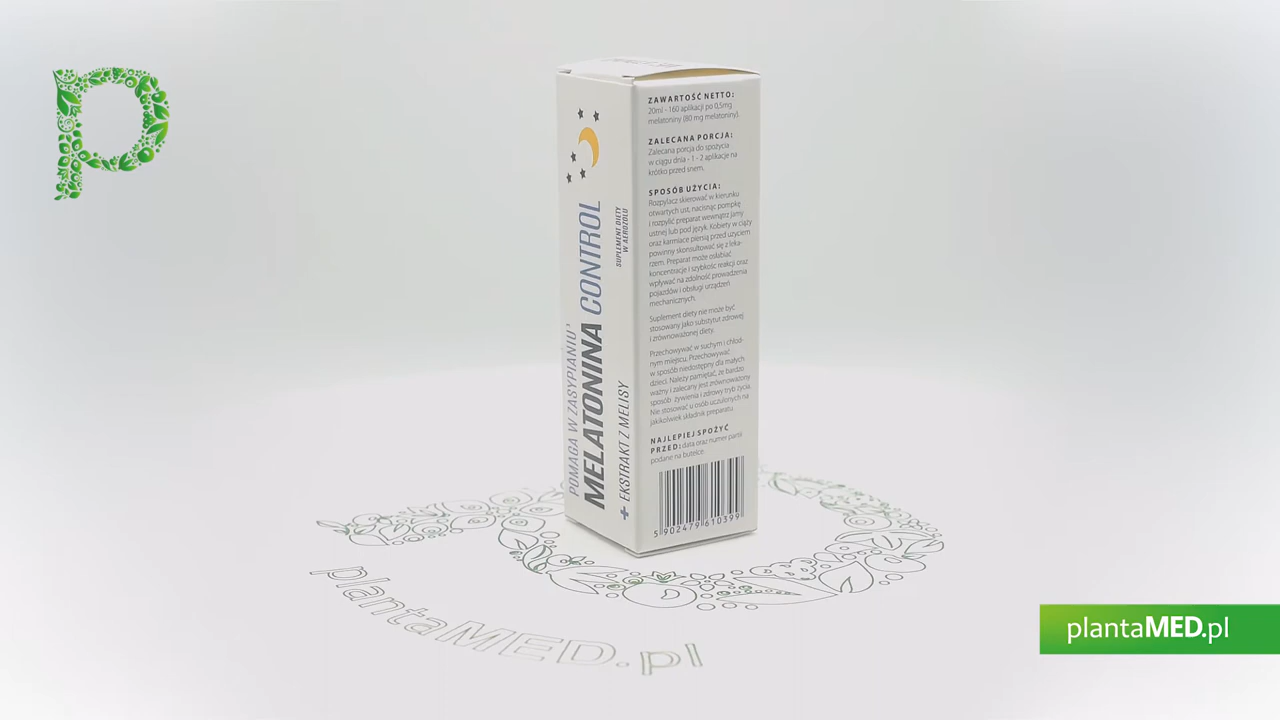 POMAGA W ZASYPIANIU¹
MELATONINA CONTROL
+ EKSTRAKT Z MELISY
SUPLEMENT DIETY
W AEROZOLU
ZAWARTOŚĆ NETTO:
20ml - 160 aplikacji po 0,5mg
melatoniny (80 mg melatoniny).
ZALECANA PORCJA:
Zalecana porcja do spożycia
w ciągu dnia - 1 - 2 aplikacje na
krótko przed snem.
SPOSÓB UŻYCIA:
Rozpylacz skierować w kierunku
otwartych ust, nacisnąć pompkę
i rozpylić preparat wewnątrz jamy
ustnej lub pod język. Kobiety w ciąży
oraz karmiące piersią przed użyciem
powinny skonsultować się z leka-
rzem. Preparat może osłabiać
koncentrację i szybkość reakcji oraz
wpływać na zdolność prowadzenia
pojazdów i obsługi urządzeń
mechanicznych.
Suplement diety nie może być
stosowany jako substytut zdrowej
i zrównoważonej diety.
Przechowywać w suchym i chłod-
nym miejscu. Przechowywać
w sposób niedostępny dla małych
dzieci. Należy pamiętać, że bardzo
ważny i zalecany jest zrównoważony
sposób żywienia i zdrowy tryb życia.
Nie stosować u osób uczulonych na
jakikolwiek składnik preparatu.
NAJLEPIEJ SPOŻYĆ
PRZED: data oraz numer partii
podane na butelce.
5 902479 610399
plantaMED.pl
plantaMED.pl